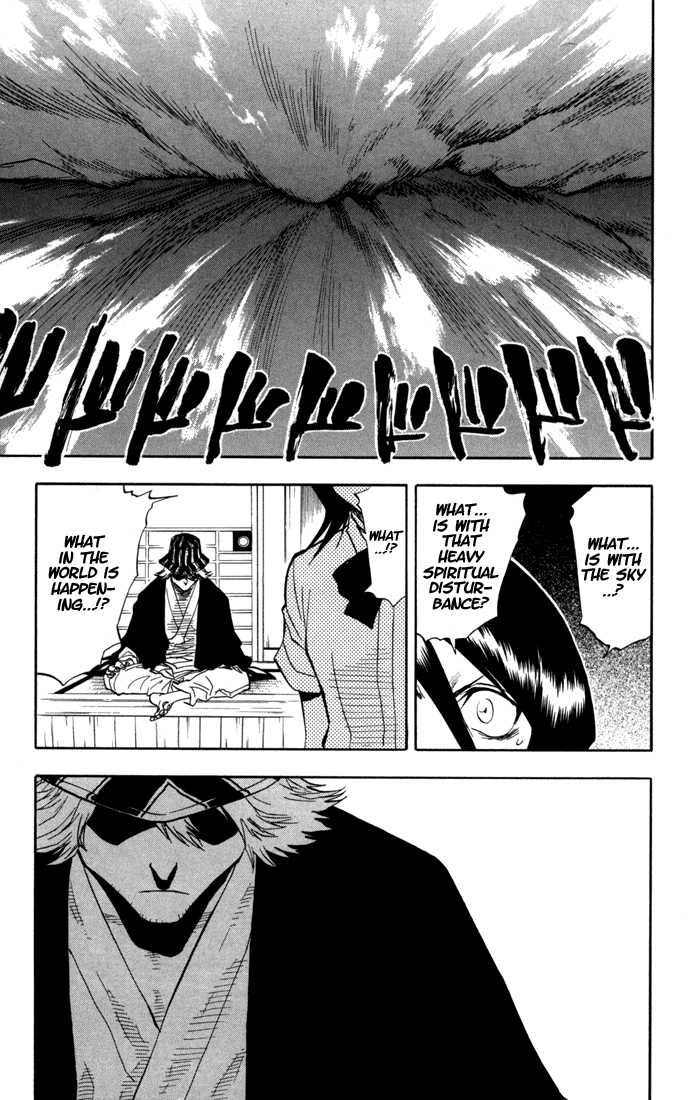 WHAT...
IS WITH
THE SKY
...?
WHAT...
IS WITH
THAT
HEAVY
SPIRITUAL
DISTUR-
BANCE?
WHAT
...!?
WHAT
IN THE
WORLD IS
HAPPEN-
ING...!?